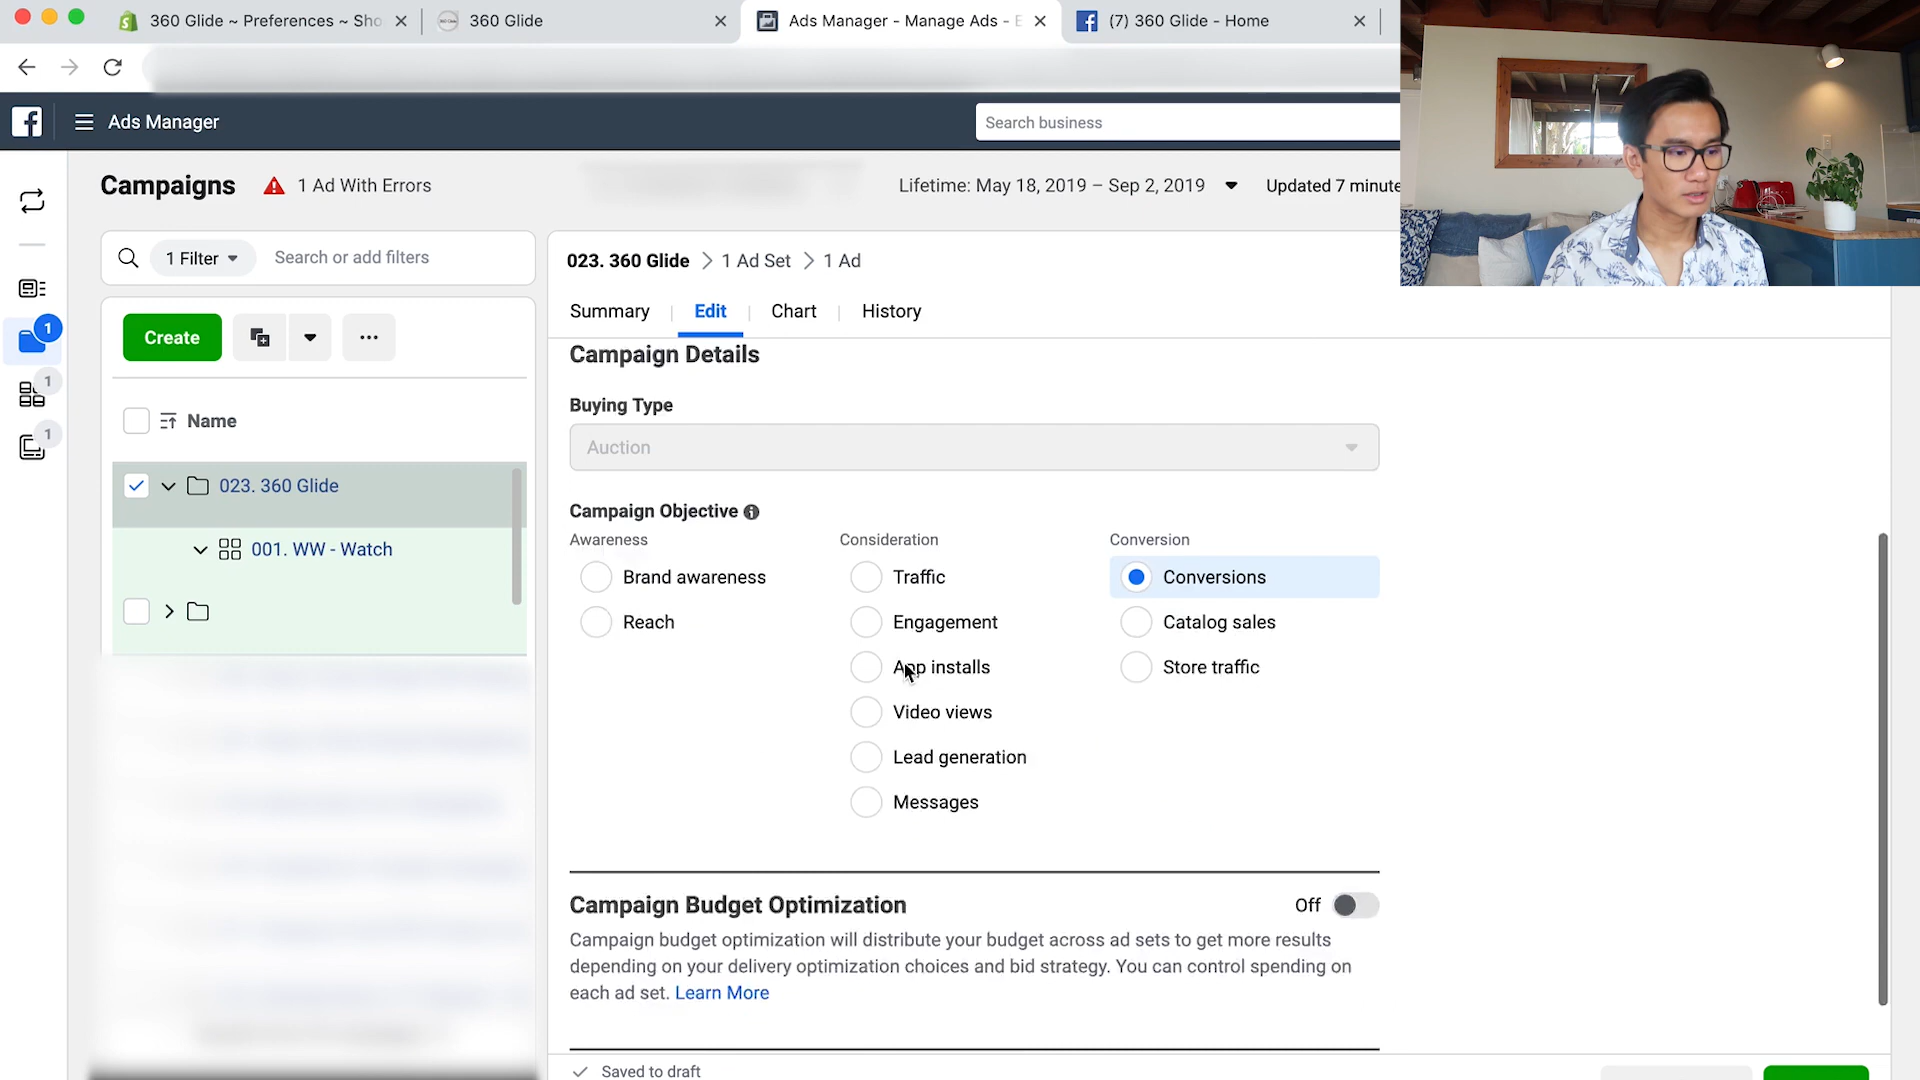 360 Glide ~ Preferences ~ Sho
360 Glide
Ads Manager - Manage Ads - E
(7) 360 Glide - Home
Ads Manager
Search business
Campaigns
1 Ad With Errors
Lifetime: May 18, 2019 – Sep 2, 2019
Updated 7 minute
1 Filter
Search or add filters
023. 360 Glide
1 Ad Set
1 Ad
Summary
Edit
Chart
History
Create
Name
023. 360 Glide
001. WW - Watch
1
1
1
Campaign Details
Buying Type
Auction
Campaign Objective
Awareness
Consideration
Conversion
Brand awareness
Traffic
Conversions
Reach
Engagement
Catalog sales
App installs
Store traffic
Video views
Lead generation
Messages
Campaign Budget Optimization
Off
Campaign budget optimization will distribute your budget across ad sets to get more results
depending on your delivery optimization choices and bid strategy. You can control spending on
each ad set. Learn More
Saved to draft